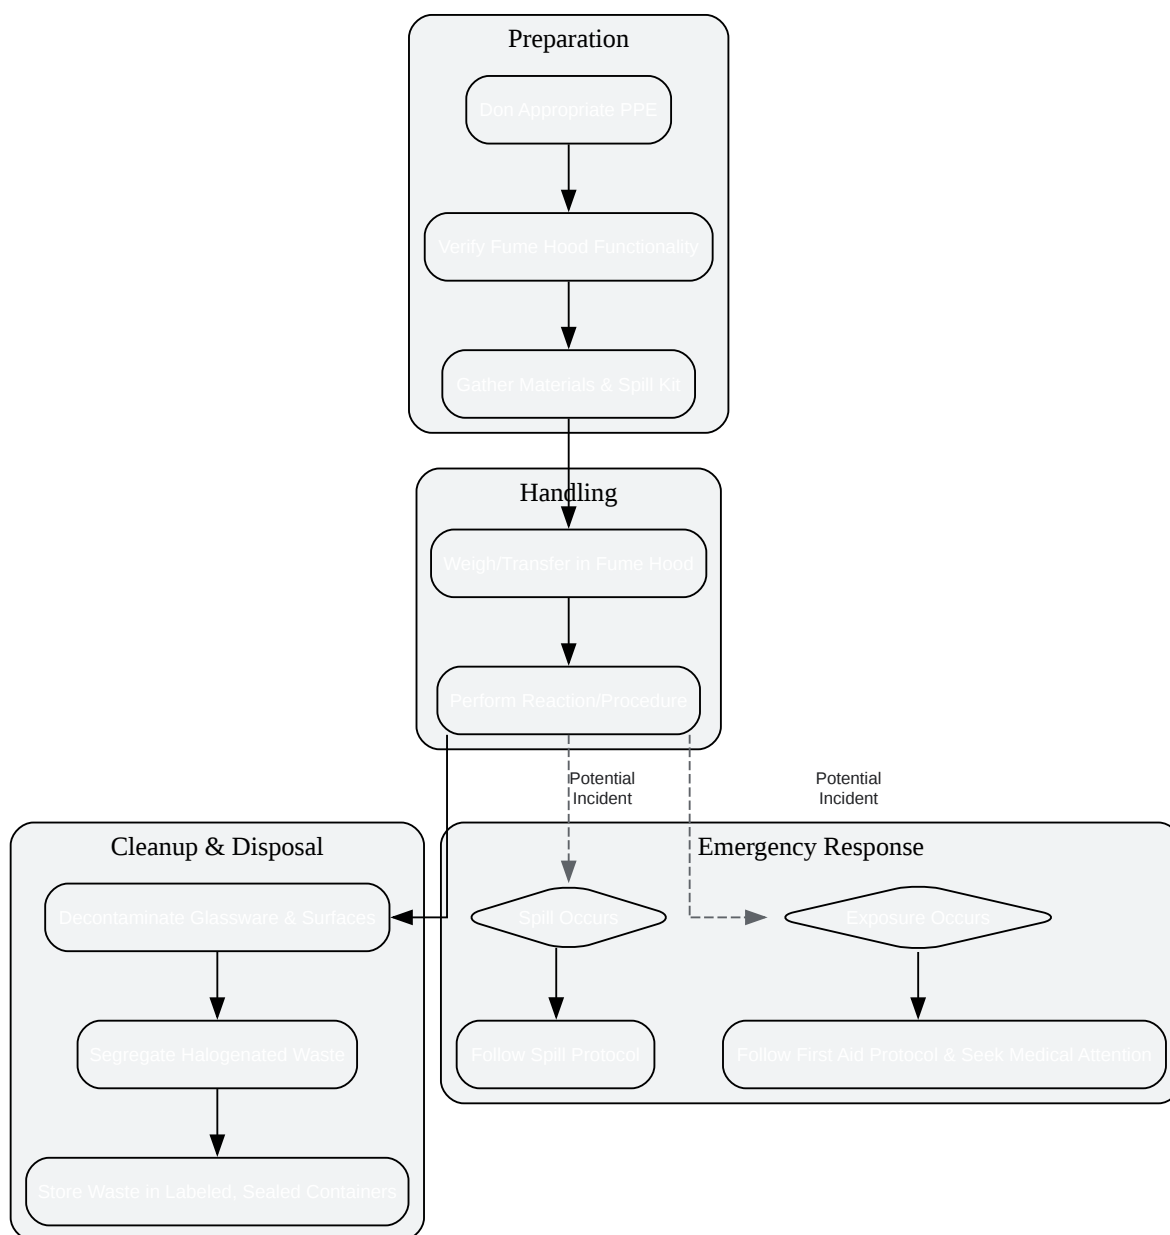 Preparation
Don Appropriate PPE
Verify Fume Hood Functionality
Gather Materials & Spill Kit
Handling
Weigh/Transfer in Fume Hood
Perform Reaction/Procedure
Potential
Incident
Potential
Incident
Cleanup & Disposal
Decontaminate Glassware & Surfaces
Segregate Halogenated Waste
Store Waste in Labeled, Sealed Containers
Emergency Response
Spill Occurs
Exposure Occurs
Follow Spill Protocol
Follow First Aid Protocol & Seek Medical Attention